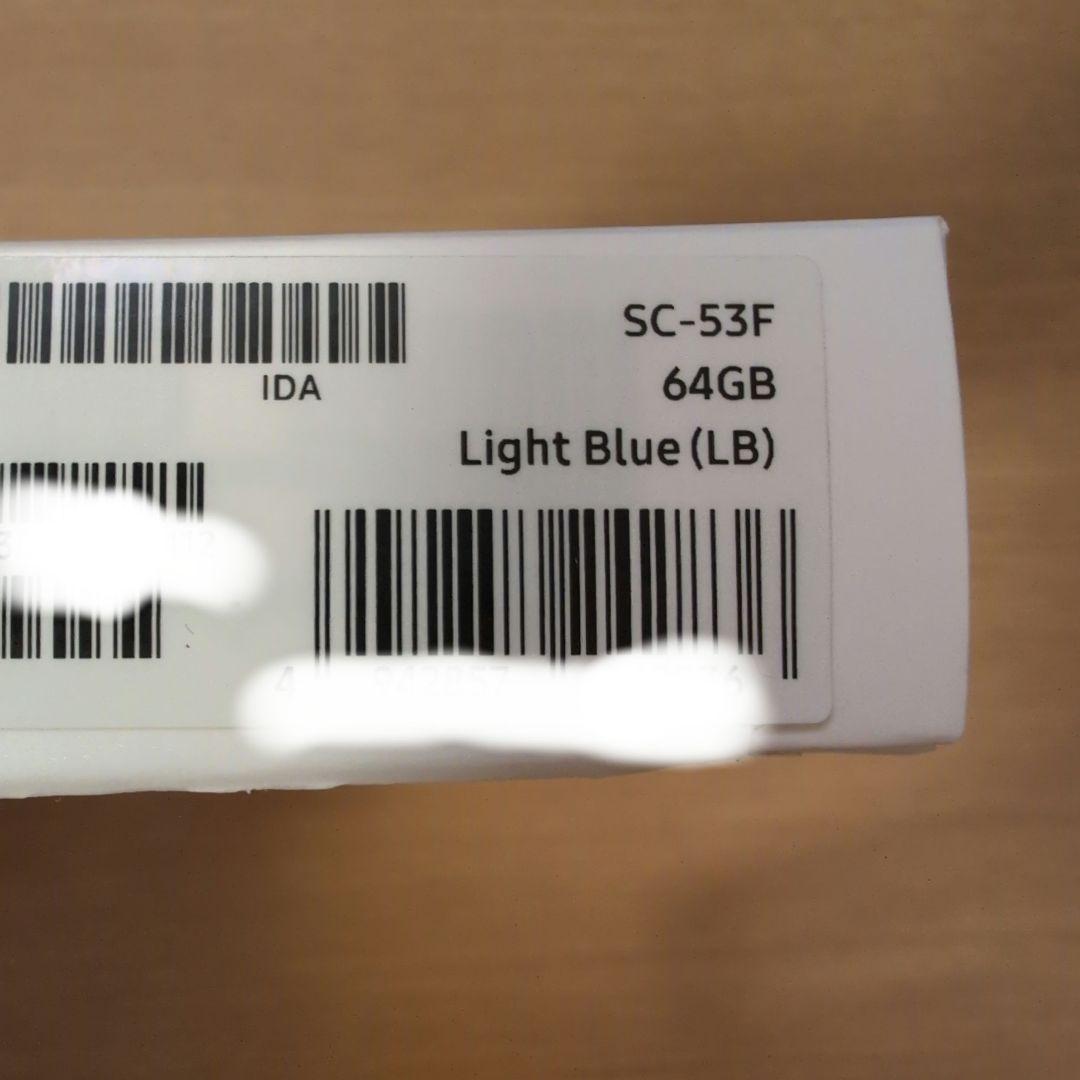 SC-53F
IDA
64GB
Light Blue (LB)